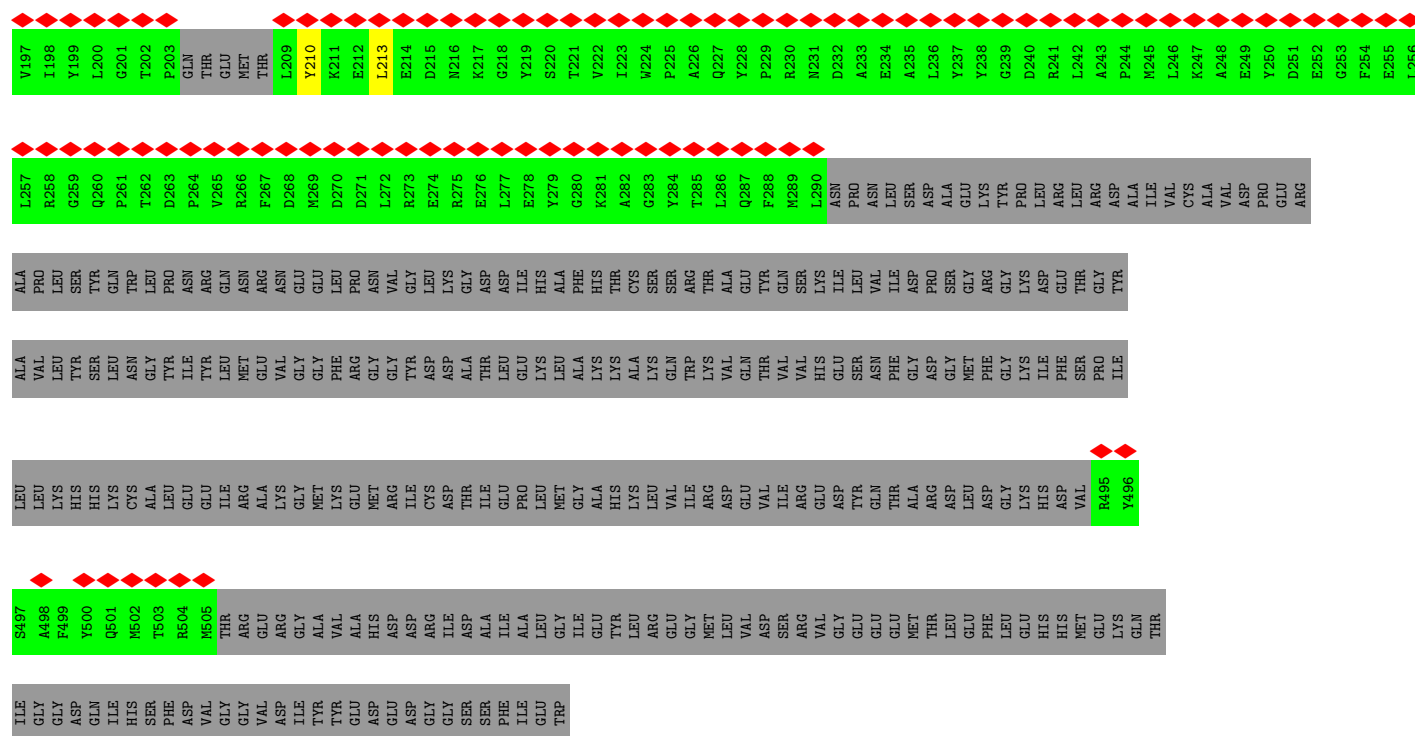 V197 I198 Y199 L200 G201 T202 P203 GLN THR GLU MET THR L209 Y210 K211 E212 L213 E214 D215 N216 K217 G218 Y219 S220 T221 V222 I223 W224 P225 A226 Q227 Y228 P229 R230 N231 D232 A233 E234 A235 L236 Y237 Y238 G239 D240 R241 L242 A243 P244 M245 L246 K247 A248 E249 Y250 D251 E252 G253 F254 E255 L256
L257 R258 G259 Q260 P261 T262 D263 P264 V265 R266 F267 D268 M269 D270 D271 L272 R273 E274 R275 E276 L277 E278 Y279 G280 K281 A282 G283 Y284 T285 L286 Q287 F288 M289 L290 ASN PRO ASN LEU SER ASP ALA GLU LYS TYR PRO LEU ARG LEU ARG ASP ALA ILE VAL CYS ALA VAL ASP PRO GLU ARG
ALA PRO LEU SER TYR GLN TRP LEU PRO ASN ARG GLN ASN ARG ASN GLU GLU LEU PRO ASN VAL GLY LEU LYS GLY ASP ASP ILE HIS ALA PHE HIS THR CYS SER SER ARG THR ALA GLU TYR GLN SER LYS ILE LEU VAL ILE ASP PRO SER GLY ARG GLY LYS ASP GLU THR GLY TYR
ALA VAL LEU TYR SER LEU ASN GLY TYR ILE TYR LEU MET GLU VAL GLY GLY PHE ARG GLY GLY TYR ASP ASP ALA THR LEU GLU LYS LEU ALA LYS LYS ALA LYS GLN TRP LYS VAL GLN THR VAL VAL HIS GLU SER ASN PHE GLY ASP GLY MET PHE GLY LYS ILE PHE SER PRO ILE
LEU LEU LYS HIS HIS LYS CYS ALA LEU GLU GLU ILE ARG ALA LYS GLY MET LYS GLU MET ARG ILE CYS ASP THR ILE GLU PRO LEU MET GLY ALA HIS LYS LEU VAL ILE ARG ASP GLU VAL ILE ARG GLU ASP TYR GLN THR ALA ARG ASP LEU ASP GLY LYS HIS ASP VAL R495 Y496
S497 A498 F499 Y500 Q501 M502 T503 R504 M505 THR ARG GLU ARG GLY ALA VAL ALA HIS ASP ASP ARG ILE ASP ALA ILE ALA LEU GLY ILE GLU TYR LEU ARG GLU GLY MET LEU VAL ASP SER ARG VAL GLY GLU GLU GLU MET THR LEU GLU PHE LEU GLU HIS HIS MET GLU LYS GLN THR
ILE GLY GLY ASP GLN ILE HIS SER PHE ASP VAL GLY GLY VAL ASP ILE TYR TYR GLU ASP GLU ASP GLY GLY SER SER PHE ILE GLU TRP